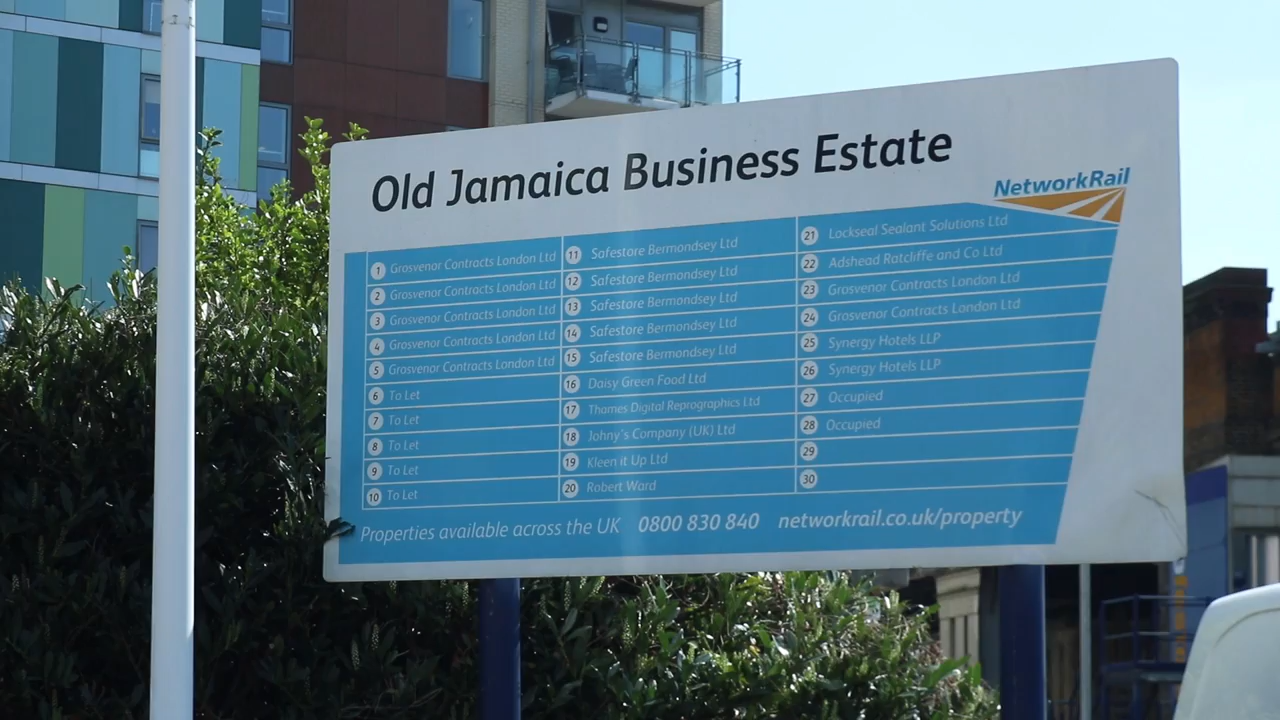 Old Jamaica Business Estate
NetworkRail
1 Grosvenor Contracts London Ltd
2 Grosvenor Contracts London Ltd
3 Grosvenor Contracts London Ltd
4 Grosvenor Contracts London Ltd
5 Grosvenor Contracts London Ltd
6 To Let
7 To Let
8 To Let
9 To Let
10 To Let
11 Safestore Bermondsey Ltd
12 Safestore Bermondsey Ltd
13 Safestore Bermondsey Ltd
14 Safestore Bermondsey Ltd
15 Safestore Bermondsey Ltd
16 Daisy Green Food Ltd
17 Thames Digital Reprographics Ltd
18 Johny's Company (UK) Ltd
19 Kleen it Up Ltd
20 Robert Ward
21 Lockseal Sealant Solutions Ltd
22 Adshead Ratcliffe and Co Ltd
23 Grosvenor Contracts London Ltd
24 Grosvenor Contracts London Ltd
25 Synergy Hotels LLP
26 Synergy Hotels LLP
27 Occupied
28 Occupied
29
30
Properties available across the UK 0800 830 840 networkrail.co.uk/property